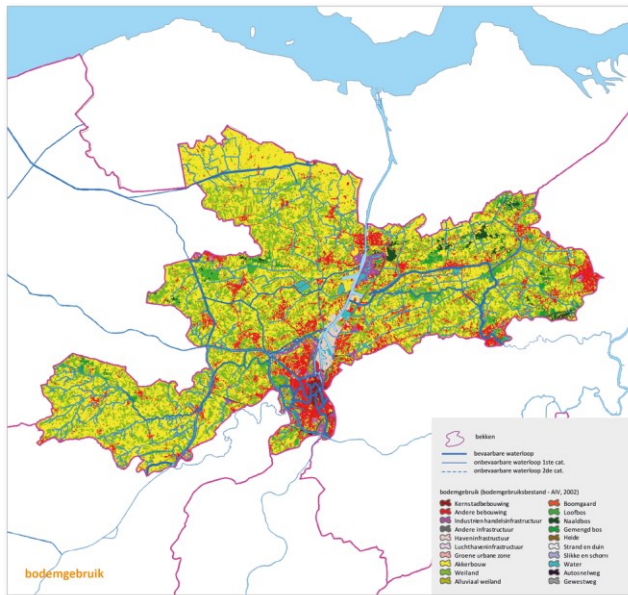 bekken
bevaarbare waterloop
onbevaarbare waterloop 1ste cat.
onbevaarbare waterloop 2de cat.
bodemgebruik (bodemgebruiksbestand - AIV, 2002)
Kernstadbebouwing
Andere bebouwing
Industrie en handelsinfrastructuur
Andere infrastructuur
Haveninfrastructuur
Luchthaveninfrastructuur
Groene urbane zone
Akkerbouw
Weiland
Alluviaal weiland
Boomgaard
Loofbos
Naaldbos
Gemengd bos
Heide
Strand en duin
Slikke en schorre
Water
Autosnelweg
Gewestweg
bodemgebruik